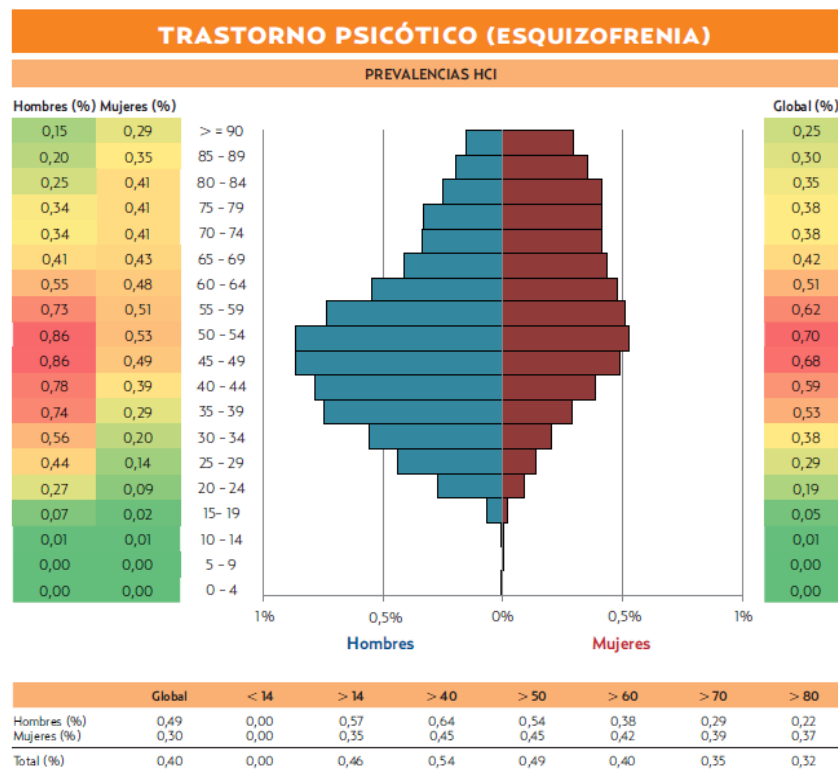 TRASTORNO PSICÓTICO (ESQUIZOFRENIA)
PREVALENCIAS HCI
Hombres (%) Mujeres (%) Global (%)
0,15 0,29 > = 90 0,25
0,20 0,35 85 - 89 0,30
0,25 0,41 80 - 84 0,35
0,34 0,41 75 - 79 0,38
0,34 0,41 70 - 74 0,38
0,41 0,43 65 - 69 0,42
0,55 0,48 60 - 64 0,51
0,73 0,51 55 - 59 0,62
0,86 0,53 50 - 54 0,70
0,86 0,49 45 - 49 0,68
0,78 0,39 40 - 44 0,59
0,74 0,29 35 - 39 0,53
0,56 0,20 30 - 34 0,38
0,44 0,14 25 - 29 0,29
0,27 0,09 20 - 24 0,19
0,07 0,02 15- 19 0,05
0,01 0,01 10 - 14 0,01
0,00 0,00 5 - 9 0,00
0,00 0,00 0 - 4 0,00
1% 0,5% 0% 0,5% 1%
Hombres Mujeres
Global < 14 > 14 > 40 > 50 > 60 > 70 > 80
Hombres (%) 0,49 0,00 0,57 0,64 0,54 0,38 0,29 0,22
Mujeres (%) 0,30 0,00 0,35 0,45 0,45 0,42 0,39 0,37
Total (%) 0,40 0,00 0,46 0,54 0,49 0,40 0,35 0,32